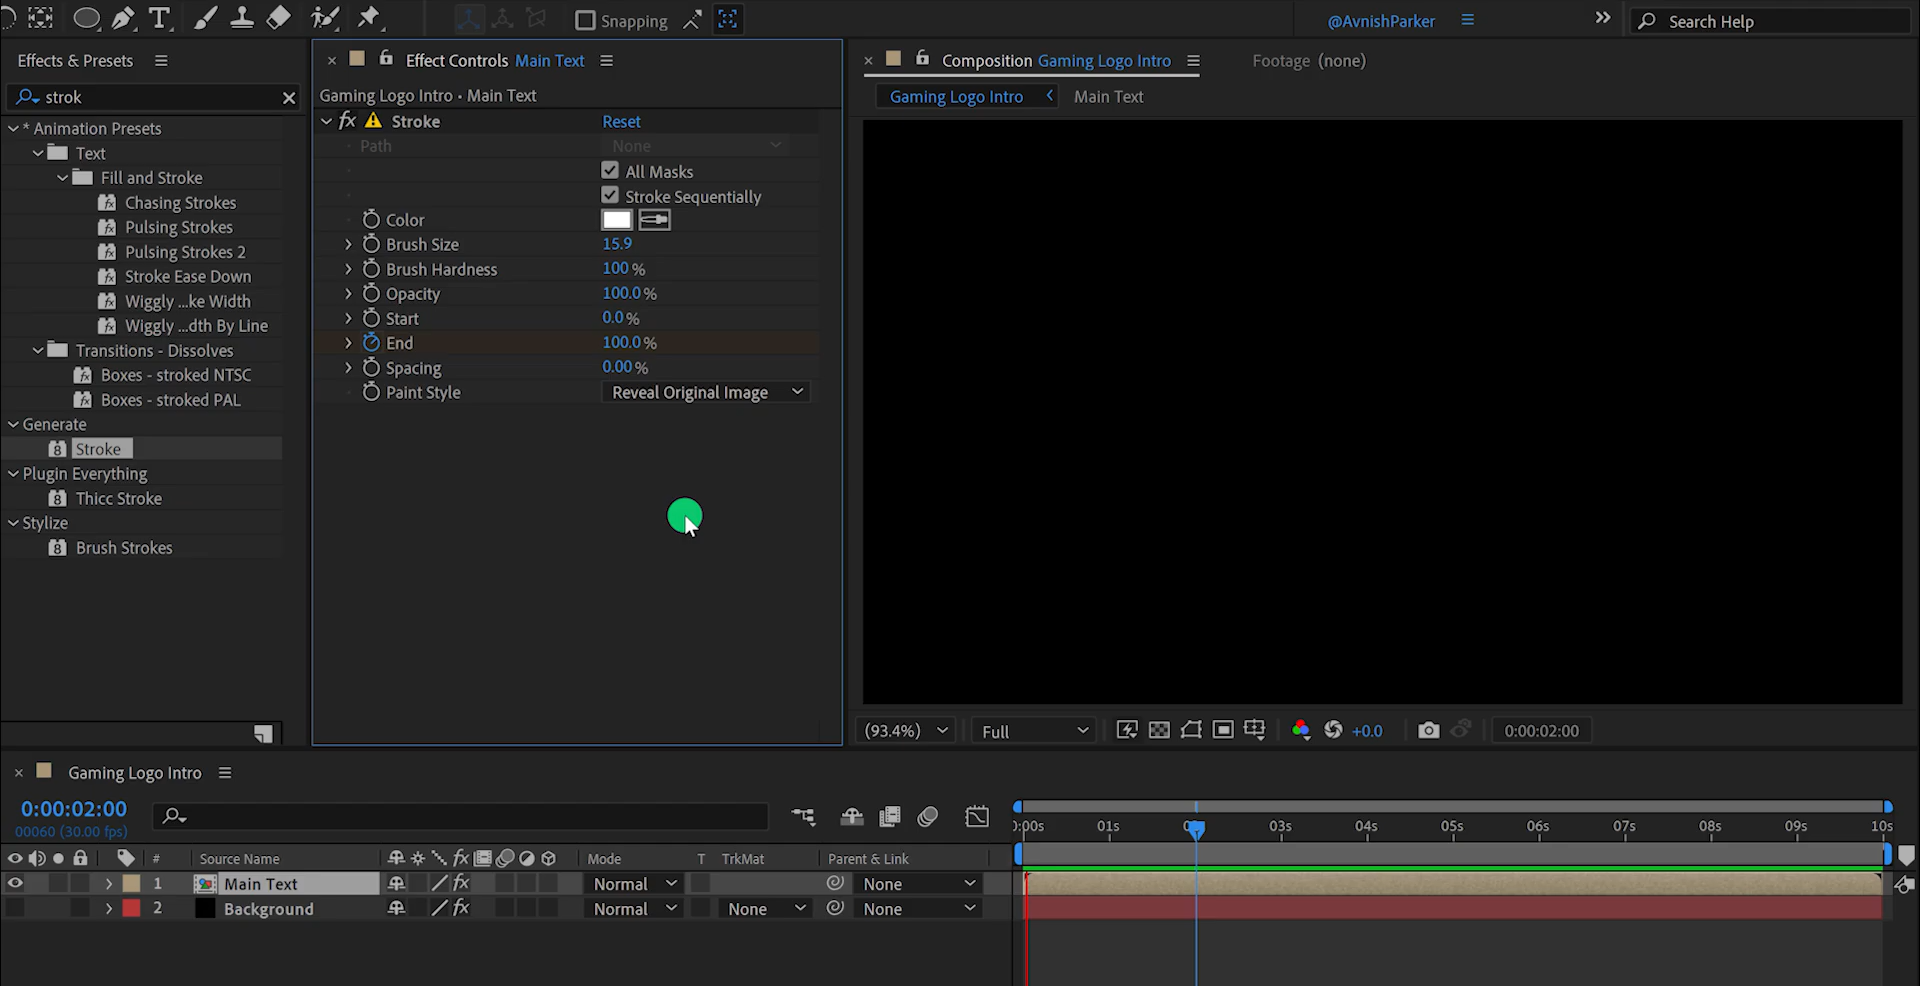 Snapping
@AvnishParker
Search Help
Effects & Presets
Effect Controls Main Text
Composition Gaming Logo Intro
Footage (none)
strok
Gaming Logo Intro • Main Text
Gaming Logo Intro
Main Text
* Animation Presets
Text
Fill and Stroke
Chasing Strokes
Pulsing Strokes
Pulsing Strokes 2
Stroke Ease Down
Wiggly ...ke Width
Wiggly ...dth By Line
Transitions - Dissolves
Boxes - stroked NTSC
Boxes - stroked PAL
Generate
Stroke
Plugin Everything
Thicc Stroke
Stylize
Brush Strokes
fx Stroke Reset
Path None
All Masks
Stroke Sequentially
Color
Brush Size 15.9
Brush Hardness 100 %
Opacity 100.0 %
Start 0.0 %
End 100.0 %
Spacing 0.00 %
Paint Style Reveal Original Image
(93.4%) Full +0.0 0:00:02:00
Gaming Logo Intro
0:00:02:00
00060 (30.00 fps)
:00s 01s 03s 04s 05s 06s 07s 08s 09s 10s
# Source Name fx Mode T TrkMat Parent & Link
1 Main Text fx Normal None
2 Background fx Normal None None